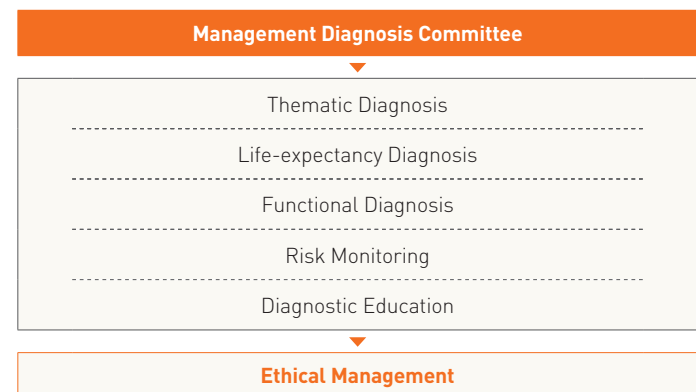 Management Diagnosis Committee
Thematic Diagnosis
Life-expectancy Diagnosis
Functional Diagnosis
Risk Monitoring
Diagnostic Education
Ethical Management